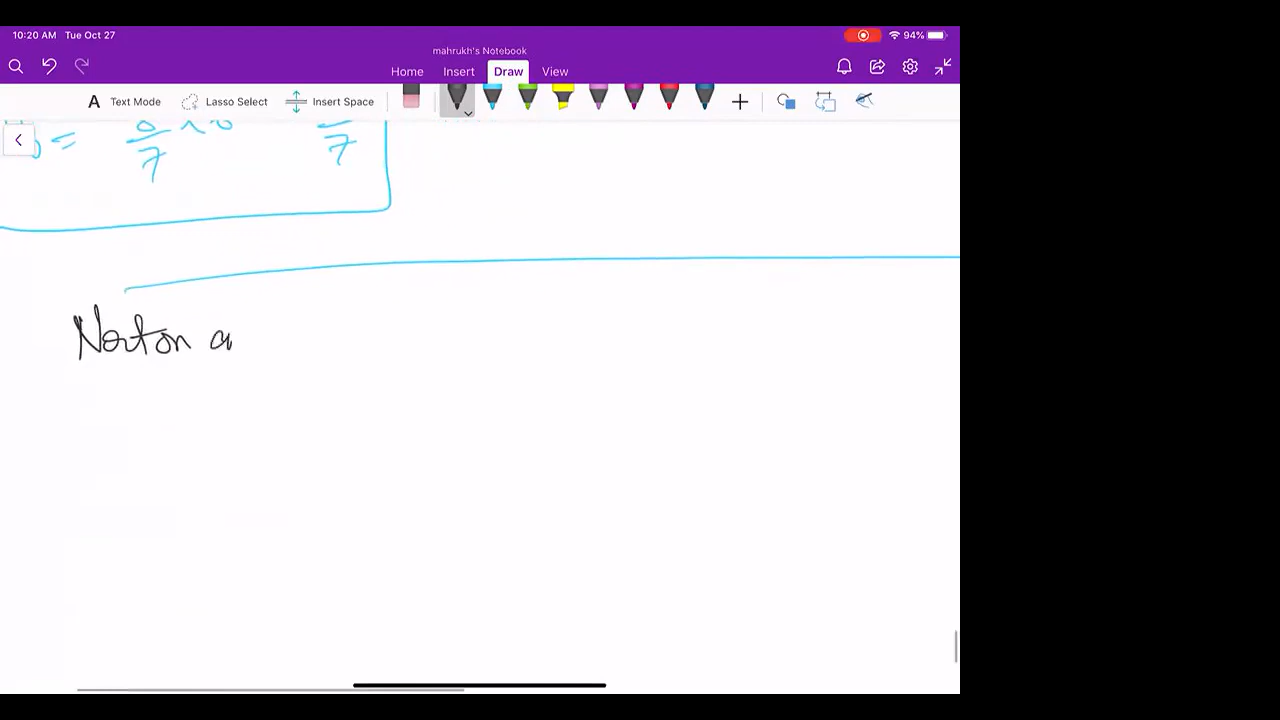 10:20 AM Tue Oct 27 94%
mahrukh's Notebook
Home Insert Draw View
A Text Mode Lasso Select Insert Space
=
7 7
Norton a